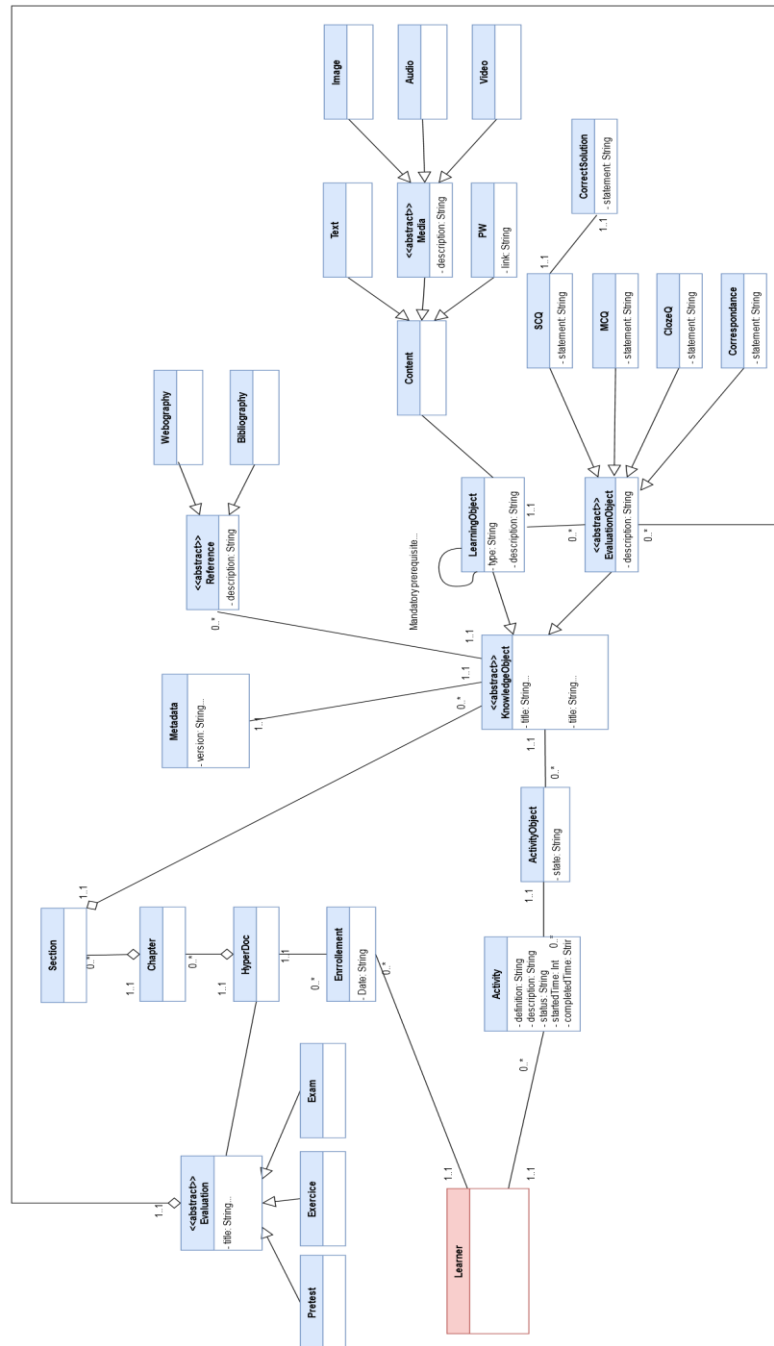 Image
Audio
Video
Text
<<abstract>>
Media
- description: String
PW
- link: String
CorrectSolution
- statement: String
1..1
1..1
SCQ
- statement: String
MCQ
- statement: String
ClozeQ
- statement: String
Correspondance
- statement: String
Content
Webography
Bibliography
<<abstract>>
Reference
- description: String
0..*
LearningObject
- type: String
- description: String
Mandatory prerequisite...
1..1
0..*
<<abstract>>
EvaluationObject
- description: String
0..*
Metadata
- version: String...
1..1
1..1
1..1
0..*
<<abstract>>
KnowledgeObject
- title: String...
- title: String...
1..1
0..*
ActivityObject
- state: String
1..1
0..*
Section
1..1
0..*
Chapter
1..1
0..*
HyperDoc
1..1
1..1
0..*
Enrrollement
- Date: String
0..*
Activity
- definition: String
- description: String
- status: String
- startedTime: Int
- completedTime: Strir
0..*
<<abstract>>
Evaluation
- title: String...
1..1
Exam
Exercice
Pretest
Learner
1..1
1..1